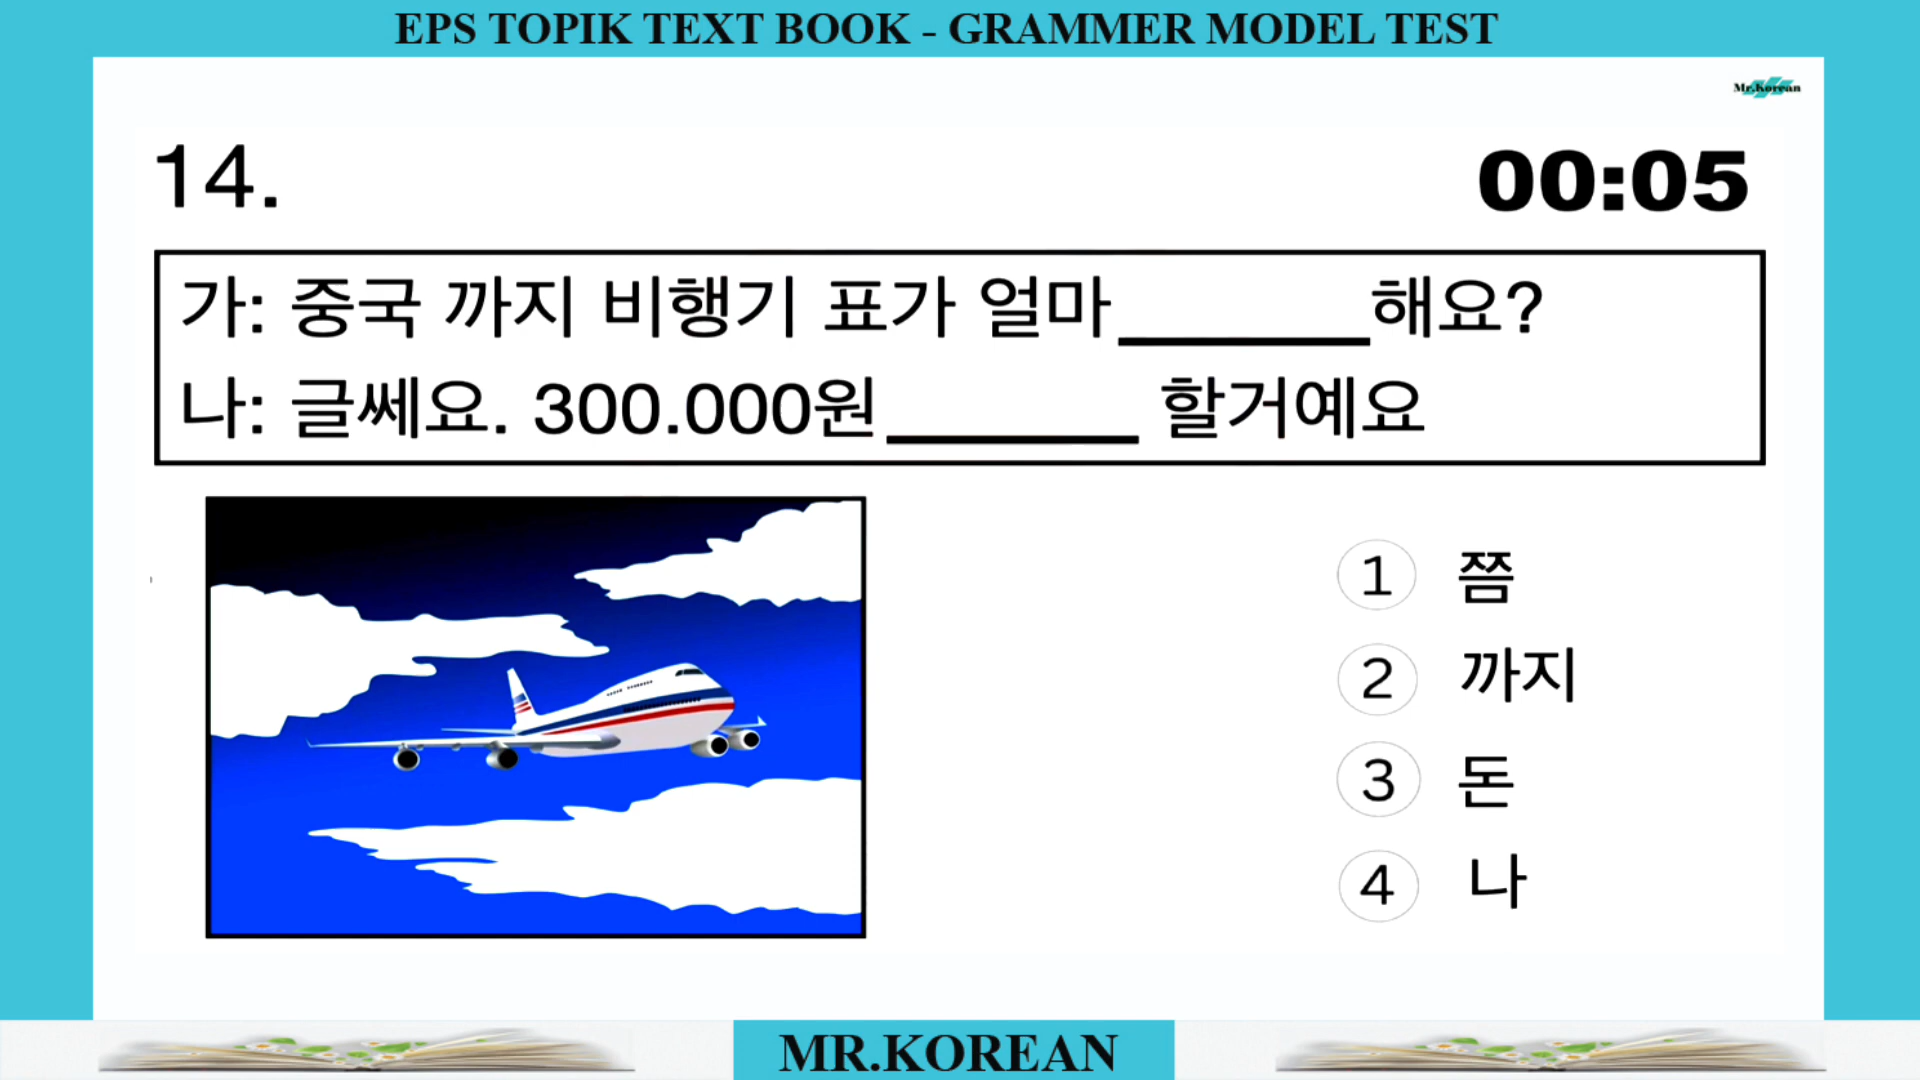 EPS TOPIK TEXT BOOK - GRAMMER MODEL TEST
Mr.Korean
14.
00:05
가: 중국 까지 비행기 표가 얼마________해요?
나: 글쎄요. 300.000원________ 할거예요
1 쯤
2 까지
3 돈
4 나
MR.KOREAN